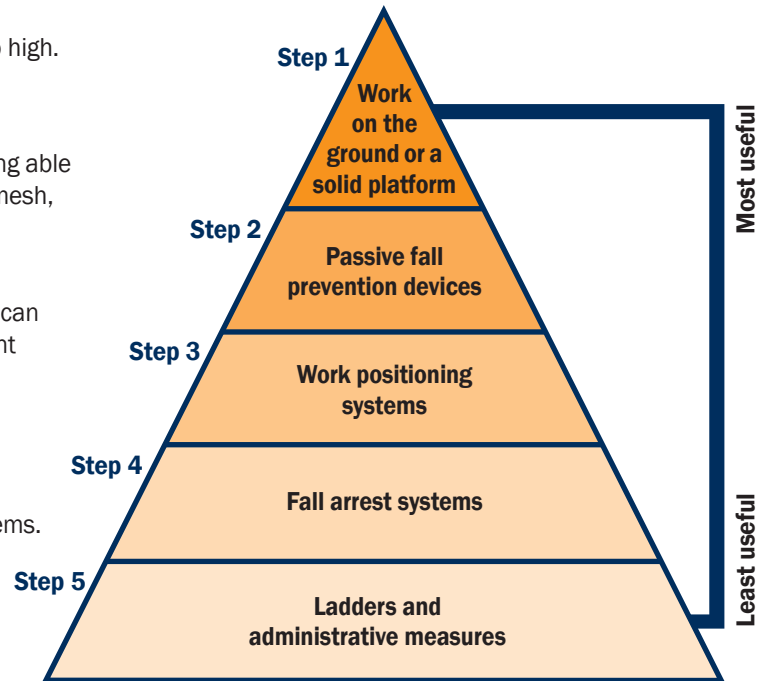 high.
ng able
nesh,
can
nt
ems.
Step 1
Work
on the
ground or a
solid platform
Step 2
Passive fall
prevention devices
Step 3
Work positioning
systems
Step 4
Fall arrest systems
Step 5
Ladders and
administrative measures
Most useful
Least useful